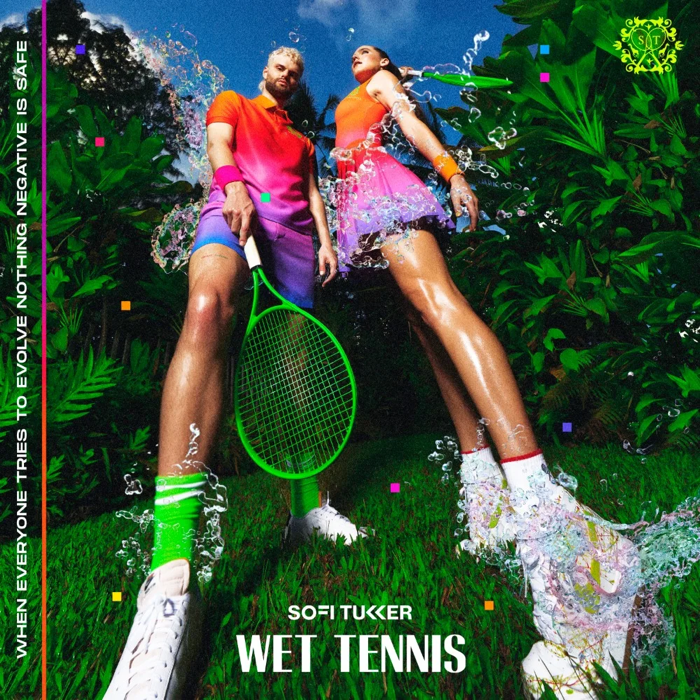 WHEN EVERYONE TRIES TO EVOLVE NOTHING NEGATIVE IS SAFE
S T
SOFI TUKKER
WET TENNIS